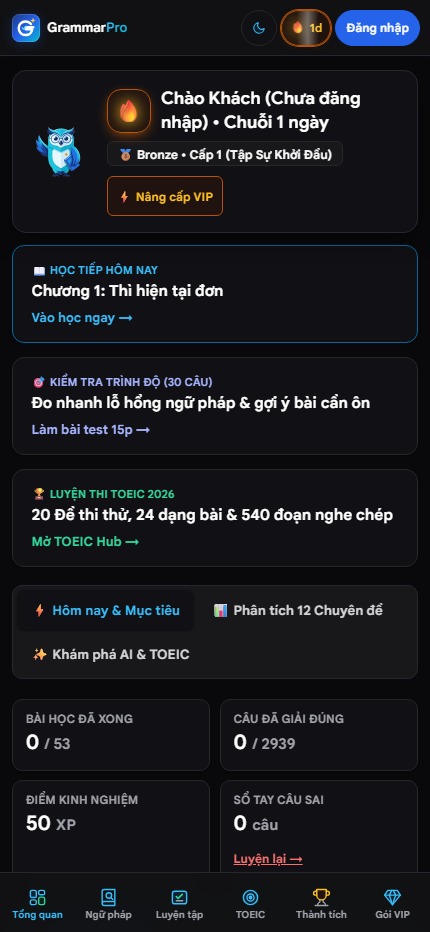 GrammarPro
1d
Đăng nhập
Chào Khách (Chưa đăng
nhập) • Chuỗi 1 ngày
Bronze • Cấp 1 (Tập Sự Khởi Đầu)
Nâng cấp VIP
HỌC TIẾP HÔM NAY
Chương 1: Thì hiện tại đơn
Vào học ngay →
KIỂM TRA TRÌNH ĐỘ (30 CÂU)
Đo nhanh lỗ hổng ngữ pháp & gợi ý bài cần ôn
Làm bài test 15p →
LUYỆN THI TOEIC 2026
20 Đề thi thử, 24 dạng bài & 540 đoạn nghe chép
Mở TOEIC Hub →
Hôm nay & Mục tiêu
Phân tích 12 Chuyên đề
Khám phá AI & TOEIC
BÀI HỌC ĐÃ XONG
0 / 53
CÂU ĐÃ GIẢI ĐÚNG
0 / 2939
ĐIỂM KINH NGHIỆM
50 XP
SỔ TAY CÂU SAI
0 câu
Luyện lại →
Tổng quan
Ngữ pháp
Luyện tập
TOEIC
Thành tích
Gói VIP